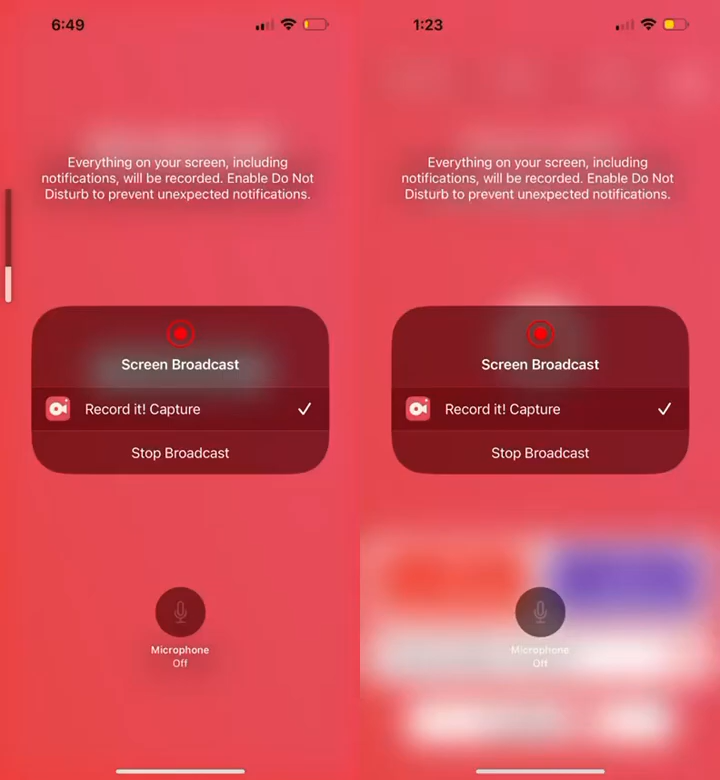 6:49
Everything on your screen, including
notifications, will be recorded. Enable Do Not
Disturb to prevent unexpected notifications.
Screen Broadcast
Record it! Capture
Stop Broadcast
Microphone
Off
1:23
Everything on your screen, including
notifications, will be recorded. Enable Do Not
Disturb to prevent unexpected notifications.
Screen Broadcast
Record it! Capture
Stop Broadcast
Microphone
Off